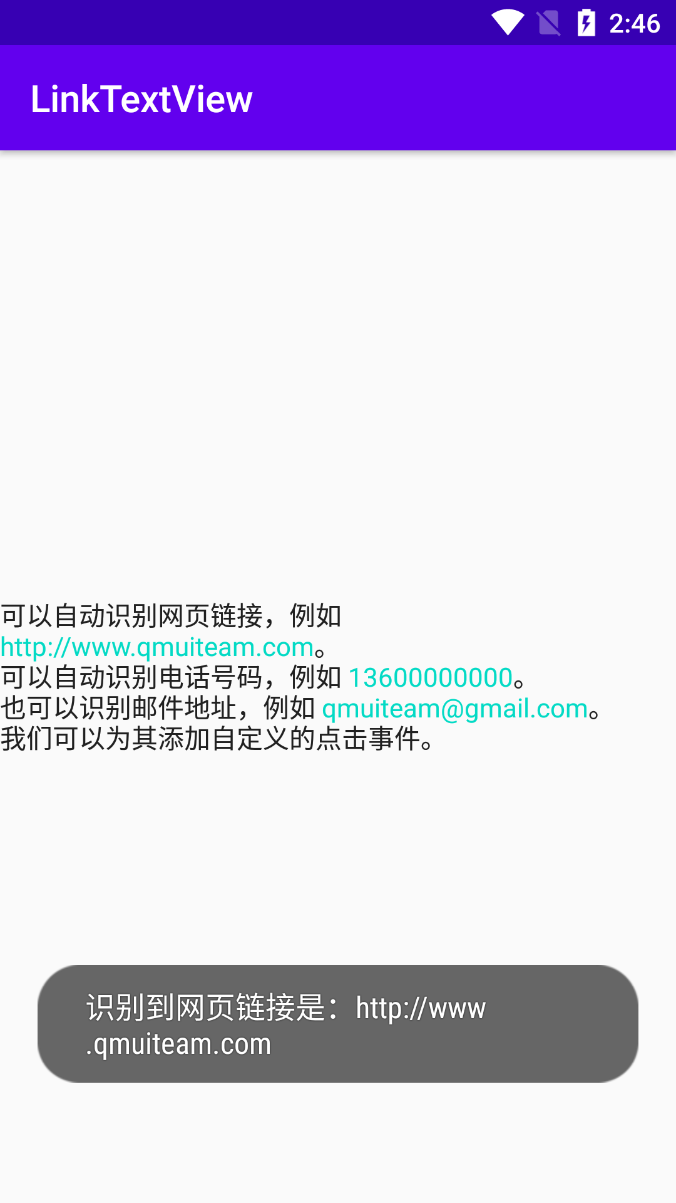 2:46
LinkTextView
可以自动识别网页链接，例如
http://www.qmuiteam.com。
可以自动识别电话号码，例如 13600000000。
也可以识别邮件地址，例如 qmuiteam@gmail.com。
我们可以为其添加自定义的点击事件。
识别到网页链接是：http://www
.qmuiteam.com